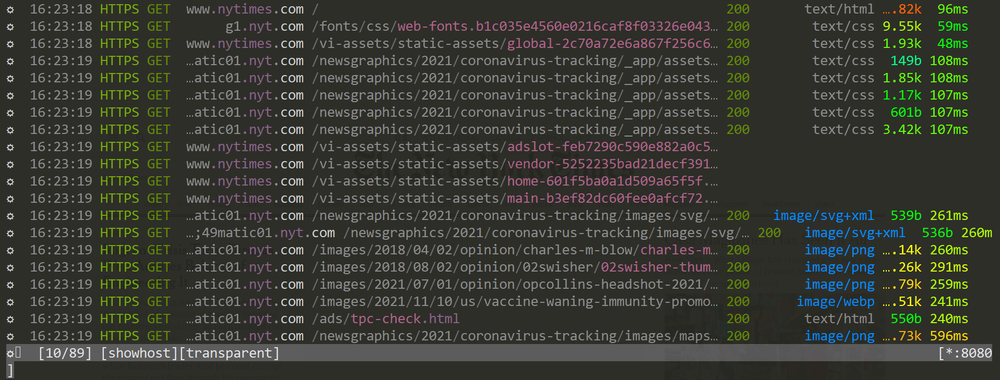 ⚙ 16:23:18 HTTPS GET www.nytimes.com / 200 text/html ….82k 96ms
⚙ 16:23:18 HTTPS GET g1.nyt.com /fonts/css/web-fonts.b1c035e4560e0216caf8f03326e043… 200 text/css 9.55k 59ms
⚙ 16:23:18 HTTPS GET www.nytimes.com /vi-assets/static-assets/global-2c70a72e6a867f256c6… 200 text/css 1.93k 48ms
⚙ 16:23:19 HTTPS GET …atic01.nyt.com /newsgraphics/2021/coronavirus-tracking/_app/assets… 200 text/css 149b 108ms
⚙ 16:23:19 HTTPS GET …atic01.nyt.com /newsgraphics/2021/coronavirus-tracking/_app/assets… 200 text/css 1.85k 108ms
⚙ 16:23:19 HTTPS GET …atic01.nyt.com /newsgraphics/2021/coronavirus-tracking/_app/assets… 200 text/css 1.17k 107ms
⚙ 16:23:19 HTTPS GET …atic01.nyt.com /newsgraphics/2021/coronavirus-tracking/_app/assets… 200 text/css 601b 107ms
⚙ 16:23:19 HTTPS GET …atic01.nyt.com /newsgraphics/2021/coronavirus-tracking/_app/assets… 200 text/css 3.42k 107ms
⚙ 16:23:19 HTTPS GET www.nytimes.com /vi-assets/static-assets/adslot-feb7290c590e882a0c5…
⚙ 16:23:19 HTTPS GET www.nytimes.com /vi-assets/static-assets/vendor-5252235bad21decf391…
⚙ 16:23:19 HTTPS GET www.nytimes.com /vi-assets/static-assets/home-601f5ba0a1d509a65f5f.…
⚙ 16:23:19 HTTPS GET www.nytimes.com /vi-assets/static-assets/main-b3ef82dc60fee0afcf72.…
⚙ 16:23:19 HTTPS GET …atic01.nyt.com /newsgraphics/2021/coronavirus-tracking/images/svg/… 200 image/svg+xml 539b 261ms
⚙ 16:23:19 HTTPS GET …;49matic01.nyt.com /newsgraphics/2021/coronavirus-tracking/images/svg/… 200 image/svg+xml 536b 260m
⚙ 16:23:19 HTTPS GET …atic01.nyt.com /images/2018/04/02/opinion/charles-m-blow/charles-m… 200 image/png ….14k 260ms
⚙ 16:23:19 HTTPS GET …atic01.nyt.com /images/2018/08/02/opinion/02swisher/02swisher-thum… 200 image/png ….26k 291ms
⚙ 16:23:19 HTTPS GET …atic01.nyt.com /images/2021/07/01/opinion/opcollins-headshot-2021/… 200 image/png ….79k 259ms
⚙ 16:23:19 HTTPS GET …atic01.nyt.com /images/2021/11/10/us/vaccine-waning-immunity-promo… 200 image/webp ….51k 241ms
⚙ 16:23:19 HTTPS GET …atic01.nyt.com /ads/tpc-check.html 200 text/html 550b 240ms
⚙ 16:23:19 HTTPS GET …atic01.nyt.com /newsgraphics/2021/coronavirus-tracking/images/maps… 200 image/png ….73k 596ms
⚙▯ [10/89] [showhost][transparent] [*:8080
]